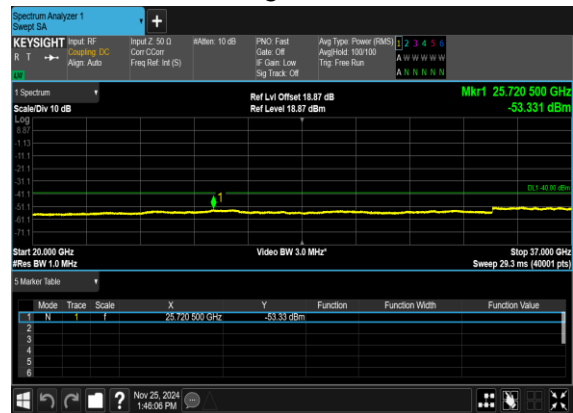 Spectrum Analyzer 1
Swept SA
KEYSIGHT Input: RF Input Z: 50 Ω #Atten: 10 dB PNO: Fast Avg Type: Power (RMS) 1 2 3 4 5 6
R T Coupling: DC Corr CCorr Gate: Off Avg|Hold: 100/100 A W W W W W
Align: Auto Freq Ref: Int (S) IF Gain: Low Trig: Free Run
LW Sig Track: Off A N N N N N
1 Spectrum Ref Lvl Offset 18.87 dB Mkr1 25.720 500 GHz
Scale/Div 10 dB Ref Level 18.87 dBm -53.331 dBm
Log
8.87
-1.13
-11.1
-21.1
-31.1
DL1 -40.00 dBm
-41.1
1
-51.1
-61.1
-71.1
Start 20.000 GHz Video BW 3.0 MHz* Stop 37.000 GHz
#Res BW 1.0 MHz Sweep 29.3 ms (40001 pts)
5 Marker Table
Mode Trace Scale X Y Function Function Width Function Value
1 N 1 f 25.720 500 GHz -53.33 dBm
2
3
4
5
6
? Nov 25, 2024
1:46:06 PM